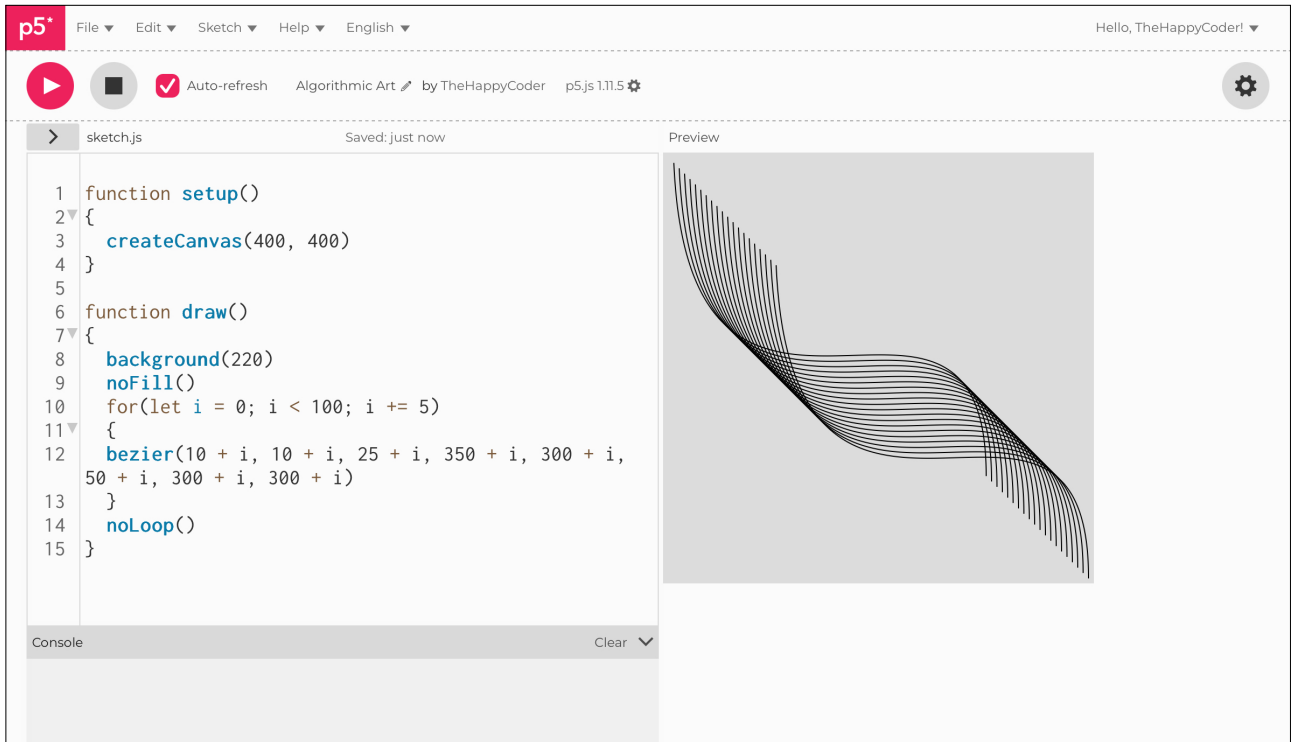 p5* File Edit Sketch Help English Hello, TheHappyCoder!
Auto-refresh Algorithmic Art by TheHappyCoder p5.js 1.11.5
sketch.js Saved: just now Preview
1 function setup()
2 {
3 createCanvas(400, 400)
4 }
5
6 function draw()
7 {
8 background(220)
9 noFill()
10 for(let i = 0; i < 100; i += 5)
11 {
12 bezier(10 + i, 10 + i, 25 + i, 350 + i, 300 + i,
50 + i, 300 + i, 300 + i)
13 }
14 noLoop()
15 }
Console Clear